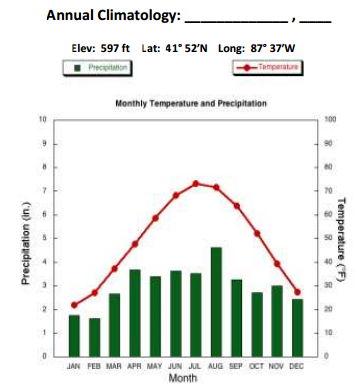 Annual Climatology: ______________ , ____
Elev: 597 ft Lat: 41° 52'N Long: 87° 37'W
Precipitation
Temperature
Monthly Temperature and Precipitation
10 100
9 90
8 80
7 70
6 60
5 50
4 40
3 30
2 20
1 10
0 0
Precipitation (in.)
Temperature (°F)
JAN FEB MAR APR MAY JUN JUL AUG SEP OCT NOV DEC
Month